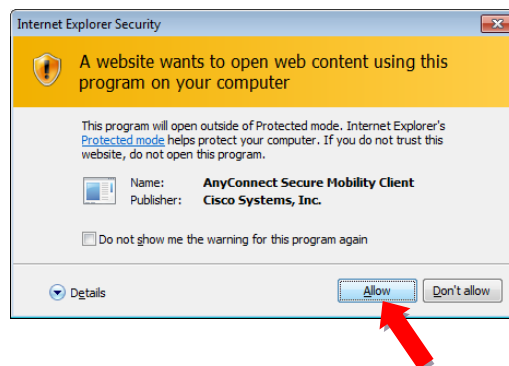 Internet Explorer Security
A website wants to open web content using this
program on your computer
This program will open outside of Protected mode. Internet Explorer's
Protected mode helps protect your computer. If you do not trust this
website, do not open this program.
Name: AnyConnect Secure Mobility Client
Publisher: Cisco Systems, Inc.
Do not show me the warning for this program again
Details Allow Don't allow